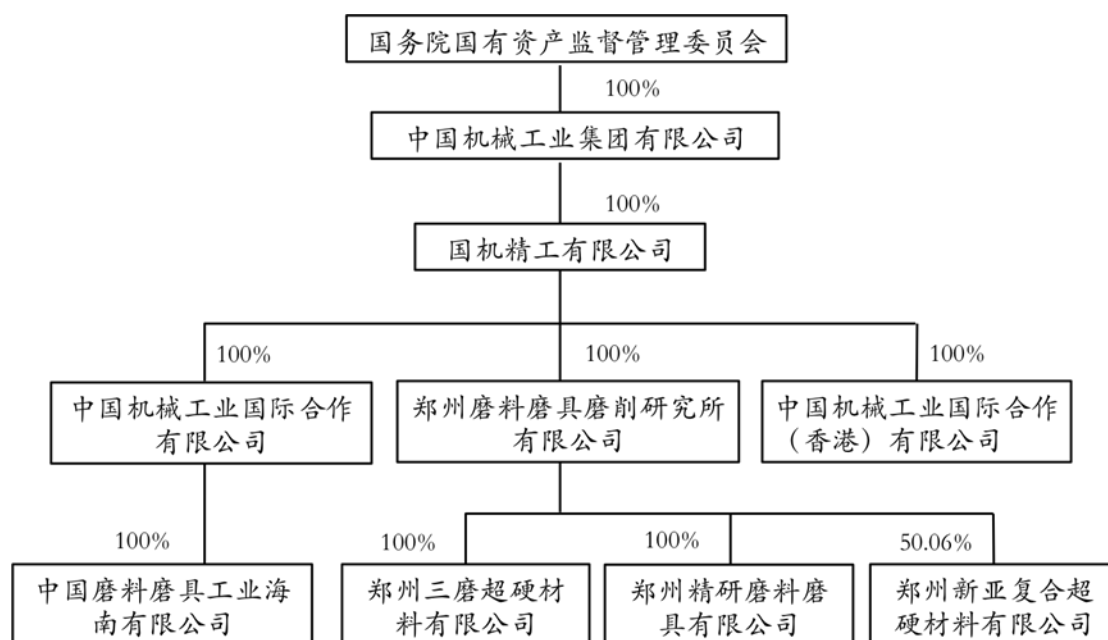 国务院国有资产监督管理委员会
100%
中国机械工业集团有限公司
100%
国机精工有限公司
100%
100%
100%
中国机械工业国际合作
有限公司
郑州磨料磨具磨削研究所
有限公司
中国机械工业国际合作
（香港）有限公司
100%
100%
100%
50.06%
中国磨料磨具工业海
南有限公司
郑州三磨超硬材
料有限公司
郑州精研磨料磨
具有限公司
郑州新亚复合超
硬材料有限公司